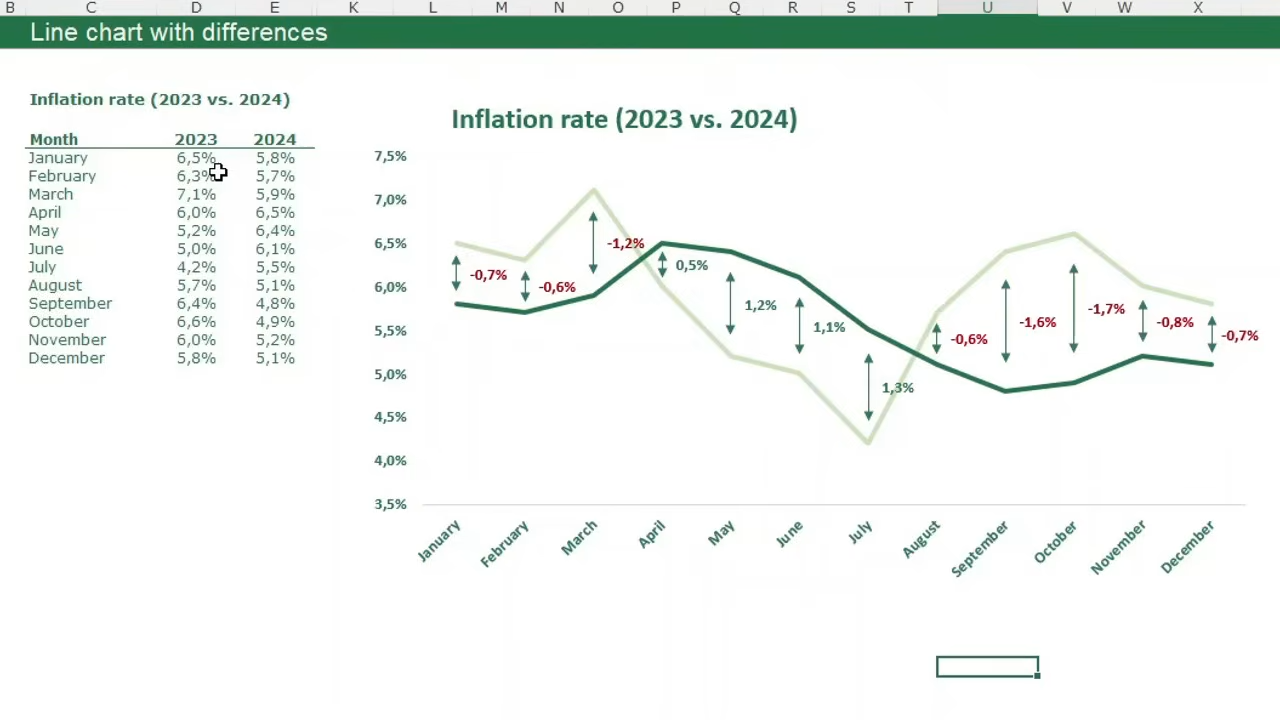 B C D E K L M N O P Q R S T U V W X
Line chart with differences
Inflation rate (2023 vs. 2024)
Month 2023 2024
January 6,5% 5,8%
February 6,3% 5,7%
March 7,1% 5,9%
April 6,0% 6,5%
May 5,2% 6,4%
June 5,0% 6,1%
July 4,2% 5,5%
August 5,7% 5,1%
September 6,4% 4,8%
October 6,6% 4,9%
November 6,0% 5,2%
December 5,8% 5,1%
Inflation rate (2023 vs. 2024)
7,5%
7,0%
6,5%
6,0%
5,5%
5,0%
4,5%
4,0%
3,5%
-0,7%
-0,6%
-1,2%
0,5%
1,2%
1,1%
1,3%
-0,6%
-1,6%
-1,7%
-0,8%
-0,7%
January
February
March
April
May
June
July
August
September
October
November
December